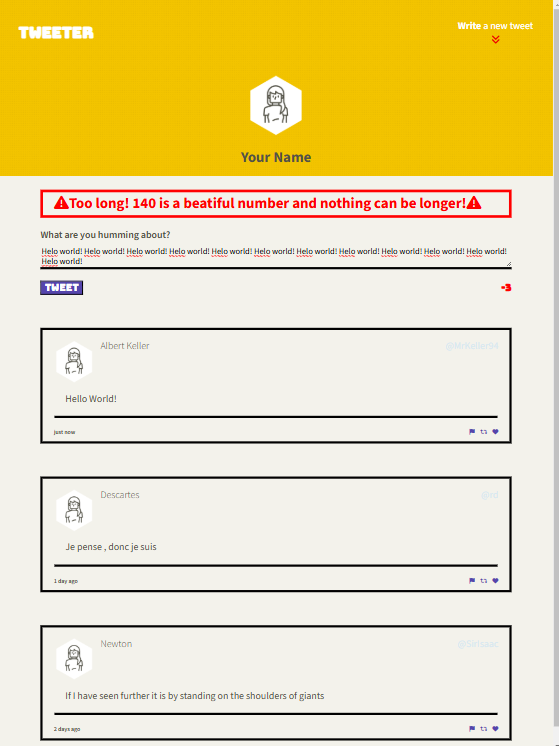 TWEETER
Write a new tweet
Your Name
Too long! 140 is a beatiful number and nothing can be longer!
What are you humming about?
Helo world! Helo world! Helo world! Helo world! Helo world! Helo world! Helo world! Helo world! Helo world! Helo world! Helo world!
Helo world!
TWEET
-3
Albert Keller @MrKeller94
Hello World!
just now
Descartes
Je pense , donc je suis
1 day ago
Newton @SirIsaac
If I have seen further it is by standing on the shoulders of giants
2 days ago